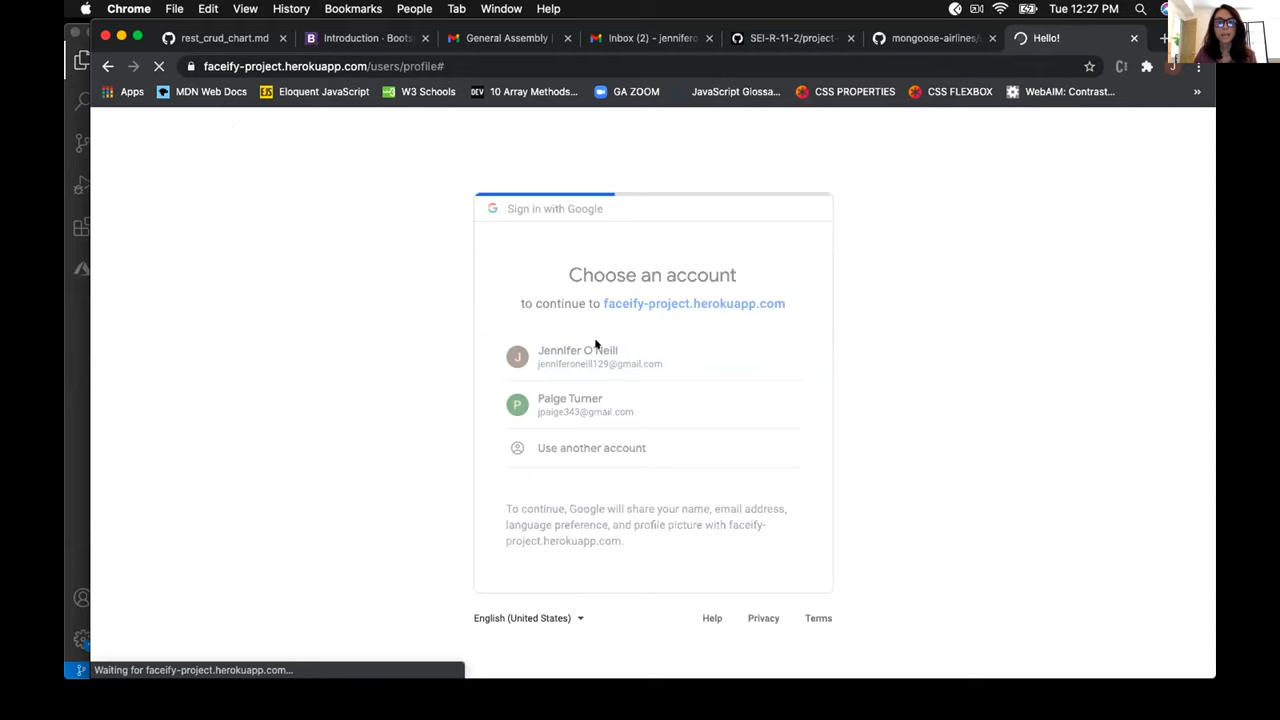 Chrome File Edit View History Bookmarks People Tab Window Help Tue 12:27 PM
rest_crud_chart.md Introduction · Boots General Assembly Inbox (2) - jennifero SEI-R-11-2/project- mongoose-airlines/ Hello!
faceify-project.herokuapp.com/users/profile#
Apps MDN Web Docs Eloquent JavaScript W3 Schools 10 Array Methods... GA ZOOM JavaScript Glossa... CSS PROPERTIES CSS FLEXBOX WebAIM: Contrast... »
Sign in with Google
Choose an account
to continue to faceify-project.herokuapp.com
J Jennifer O'Neill
jenniferoneill129@gmail.com
P Paige Turner
jpaige343@gmail.com
Use another account
To continue, Google will share your name, email address,
language preference, and profile picture with faceify-
project.herokuapp.com.
English (United States) Help Privacy Terms
Waiting for faceify-project.herokuapp.com...